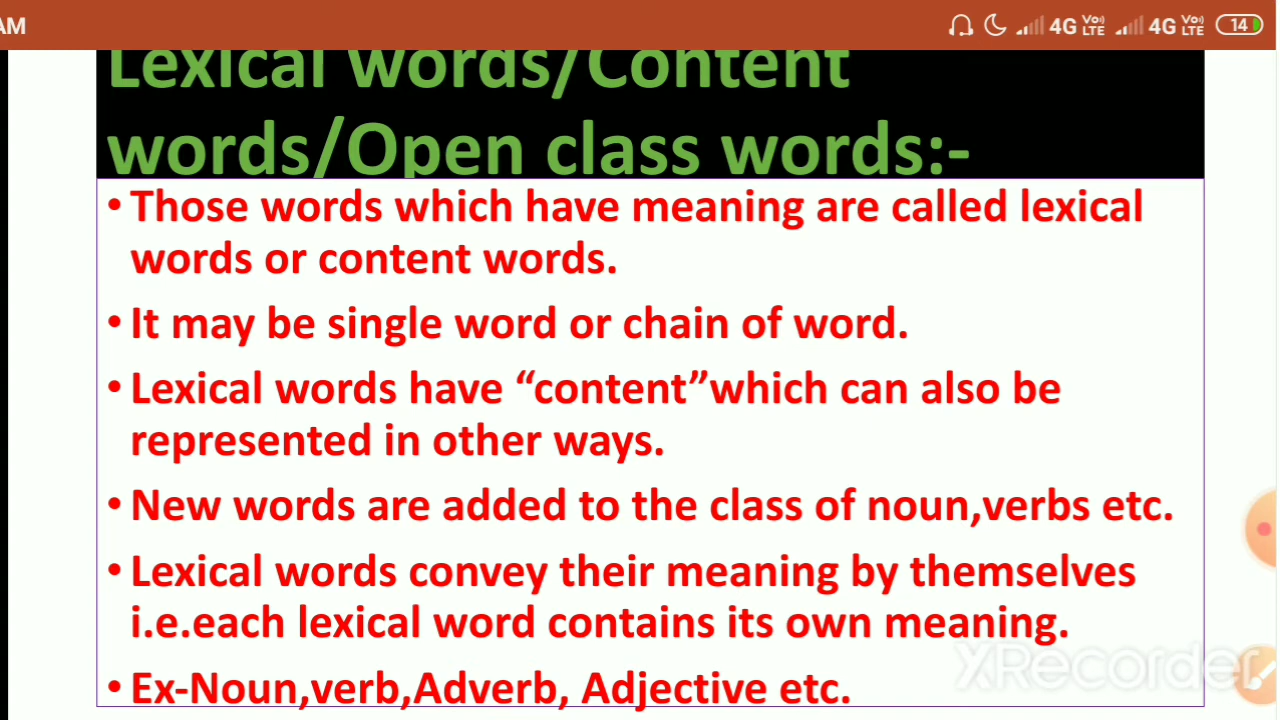 AM
4G Vo) LTE 4G Vo) LTE 14
Lexical words/Content
words/Open class words:-
• Those words which have meaning are called lexical
words or content words.
• It may be single word or chain of word.
• Lexical words have “content”which can also be
represented in other ways.
• New words are added to the class of noun,verbs etc.
• Lexical words convey their meaning by themselves
i.e.each lexical word contains its own meaning.
• Ex-Noun,verb,Adverb, Adjective etc.
XRecorder